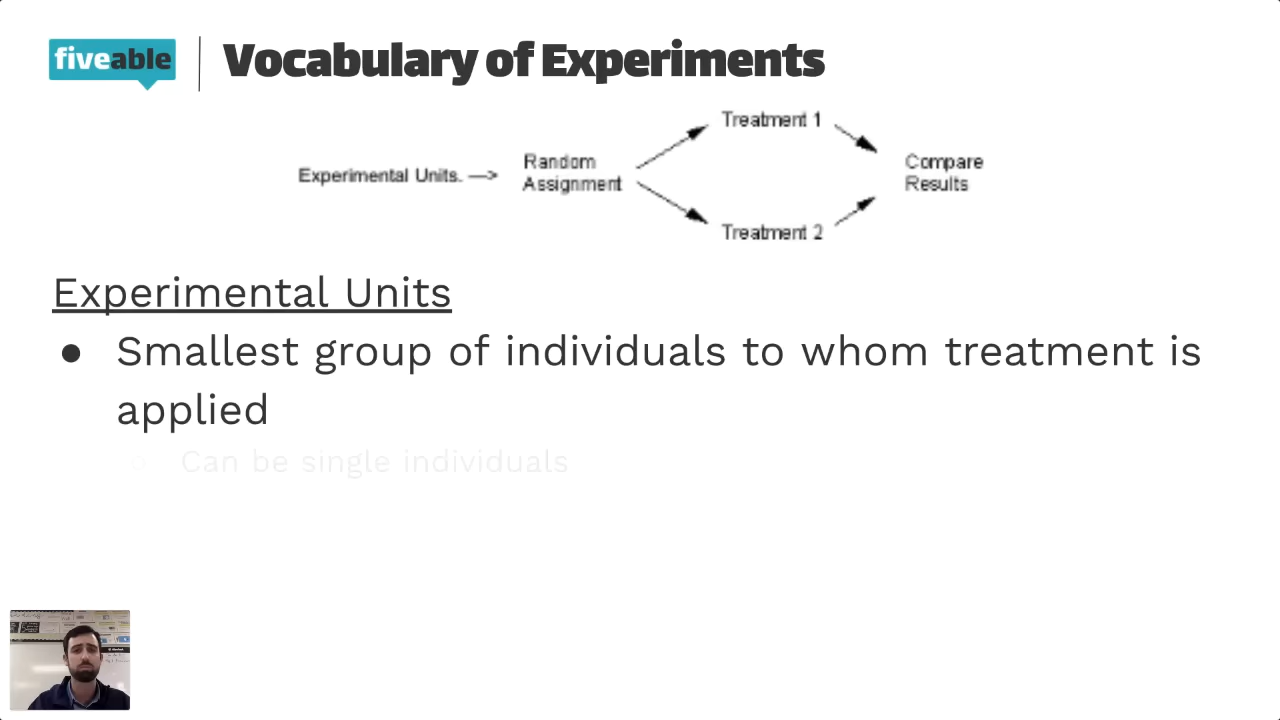 fiveable
Vocabulary of Experiments
Treatment 1
Experimental Units. —>
Random
Assignment
Compare
Results
Treatment 2
Experimental Units
● Smallest group of individuals to whom treatment is
applied
○ Can be single individuals